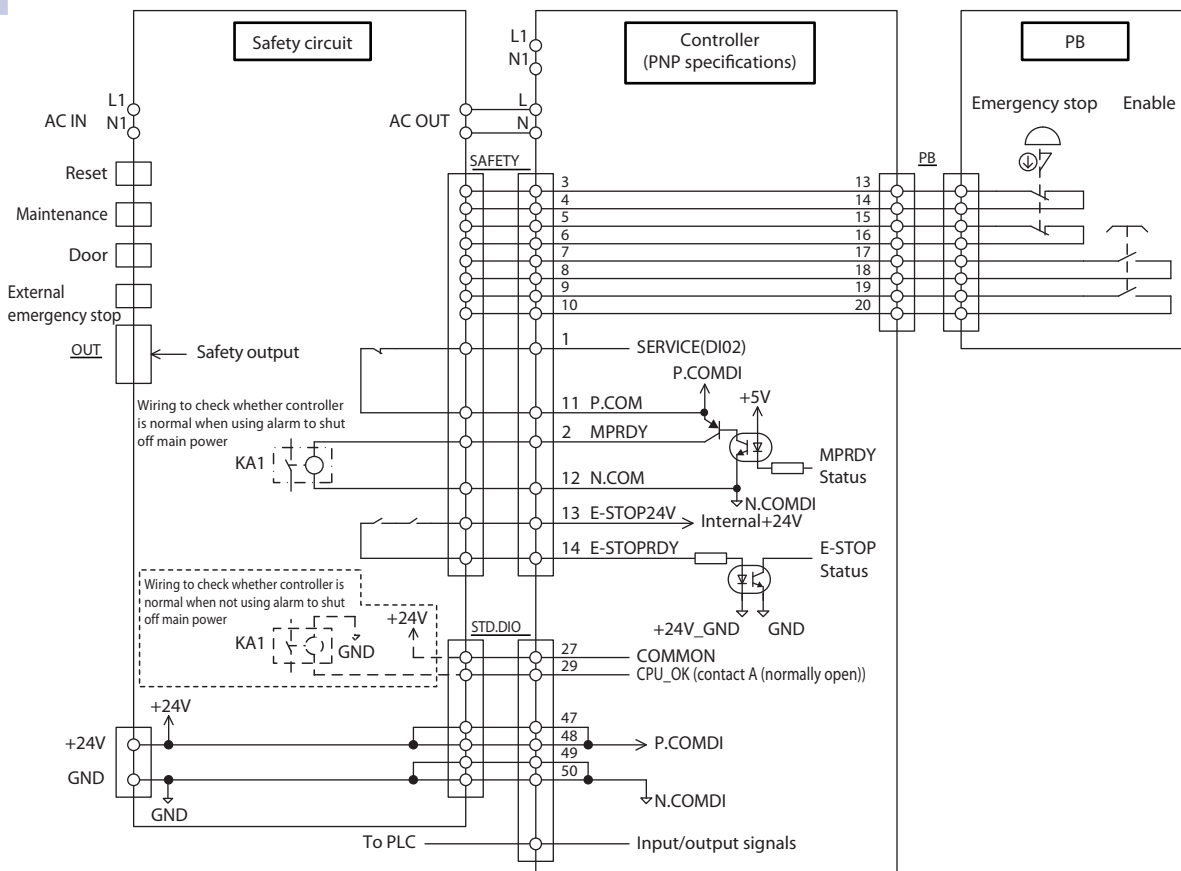 Safety circuit
L1
N1
Controller
(PNP specifications)
PB
L1
AC IN N1
AC OUT
L
N
Emergency stop Enable
SAFETY
PB
Reset
Maintenance
Door
External
emergency stop
OUT
Safety output
3 13
4 14
5 15
6 16
7 17
8 18
9 19
10 20
1 SERVICE(DI02)
P.COMDI
+5V
Wiring to check whether controller
is normal when using alarm to shut
off main power
KA1
11 P.COM
2 MPRDY
MPRDY
Status
12 N.COM
N.COMDI
13 E-STOP24V
Internal+24V
14 E-STOPRDY
E-STOP
Status
+24V_GND GND
Wiring to check whether controller is
normal when not using alarm to shut
off main power
+24V
KA1
GND
STD.DIO
27 COMMON
29 CPU_OK (contact A (normally open))
+24V
+24V
GND
GND
47
48
49
50
P.COMDI
N.COMDI
To PLC
Input/output signals